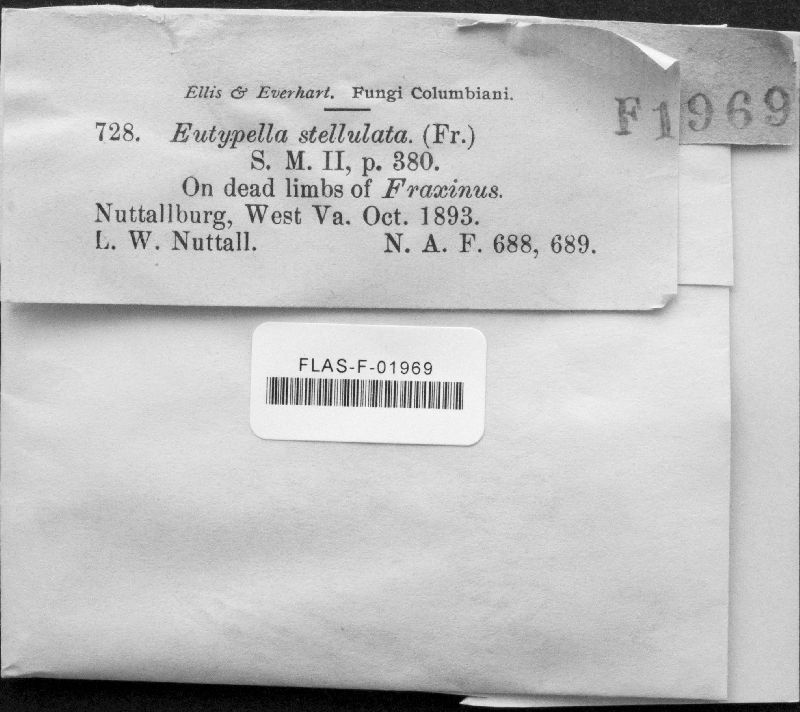 Ellis & Everhart. Fungi Columbiani.
F1969
728. Eutypella stellulata. (Fr.)
S. M. II, p. 380.
On dead limbs of Fraxinus.
Nuttallburg, West Va. Oct. 1893.
L. W. Nuttall. N. A. F. 688, 689.
FLAS-F-01969